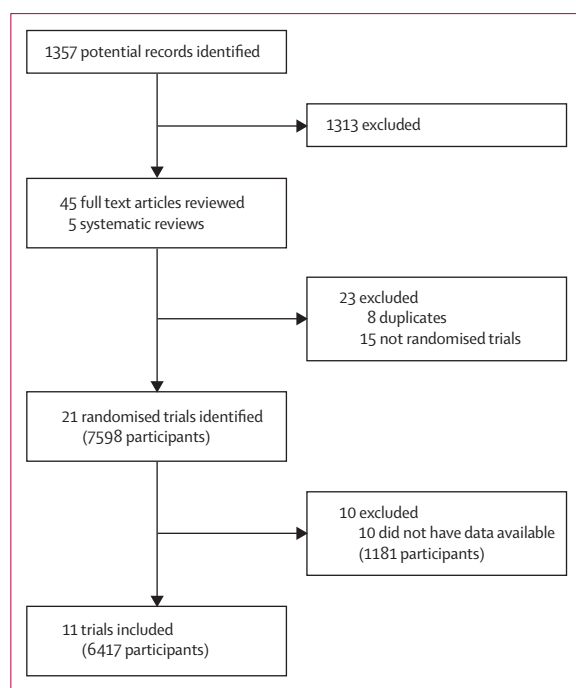 1357 potential records identified
1313 excluded
45 full text articles reviewed
5 systematic reviews
23 excluded
8 duplicates
15 not randomised trials
21 randomised trials identified
(7598 participants)
10 excluded
10 did not have data available
(1181 participants)
11 trials included
(6417 participants)